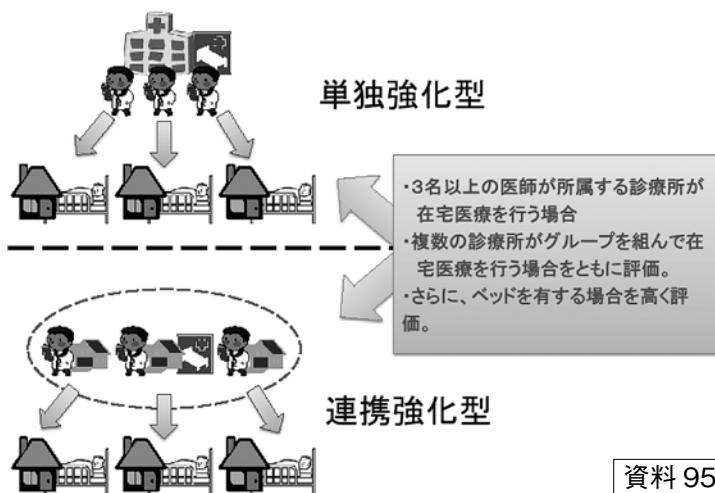 単独強化型
・3名以上の医師が所属する診療所が
在宅医療を行う場合
・複数の診療所がグループを組んで在
宅医療を行う場合をともに評価。
・さらに、ベッドを有する場合を高く評
価。
連携強化型
資料 95